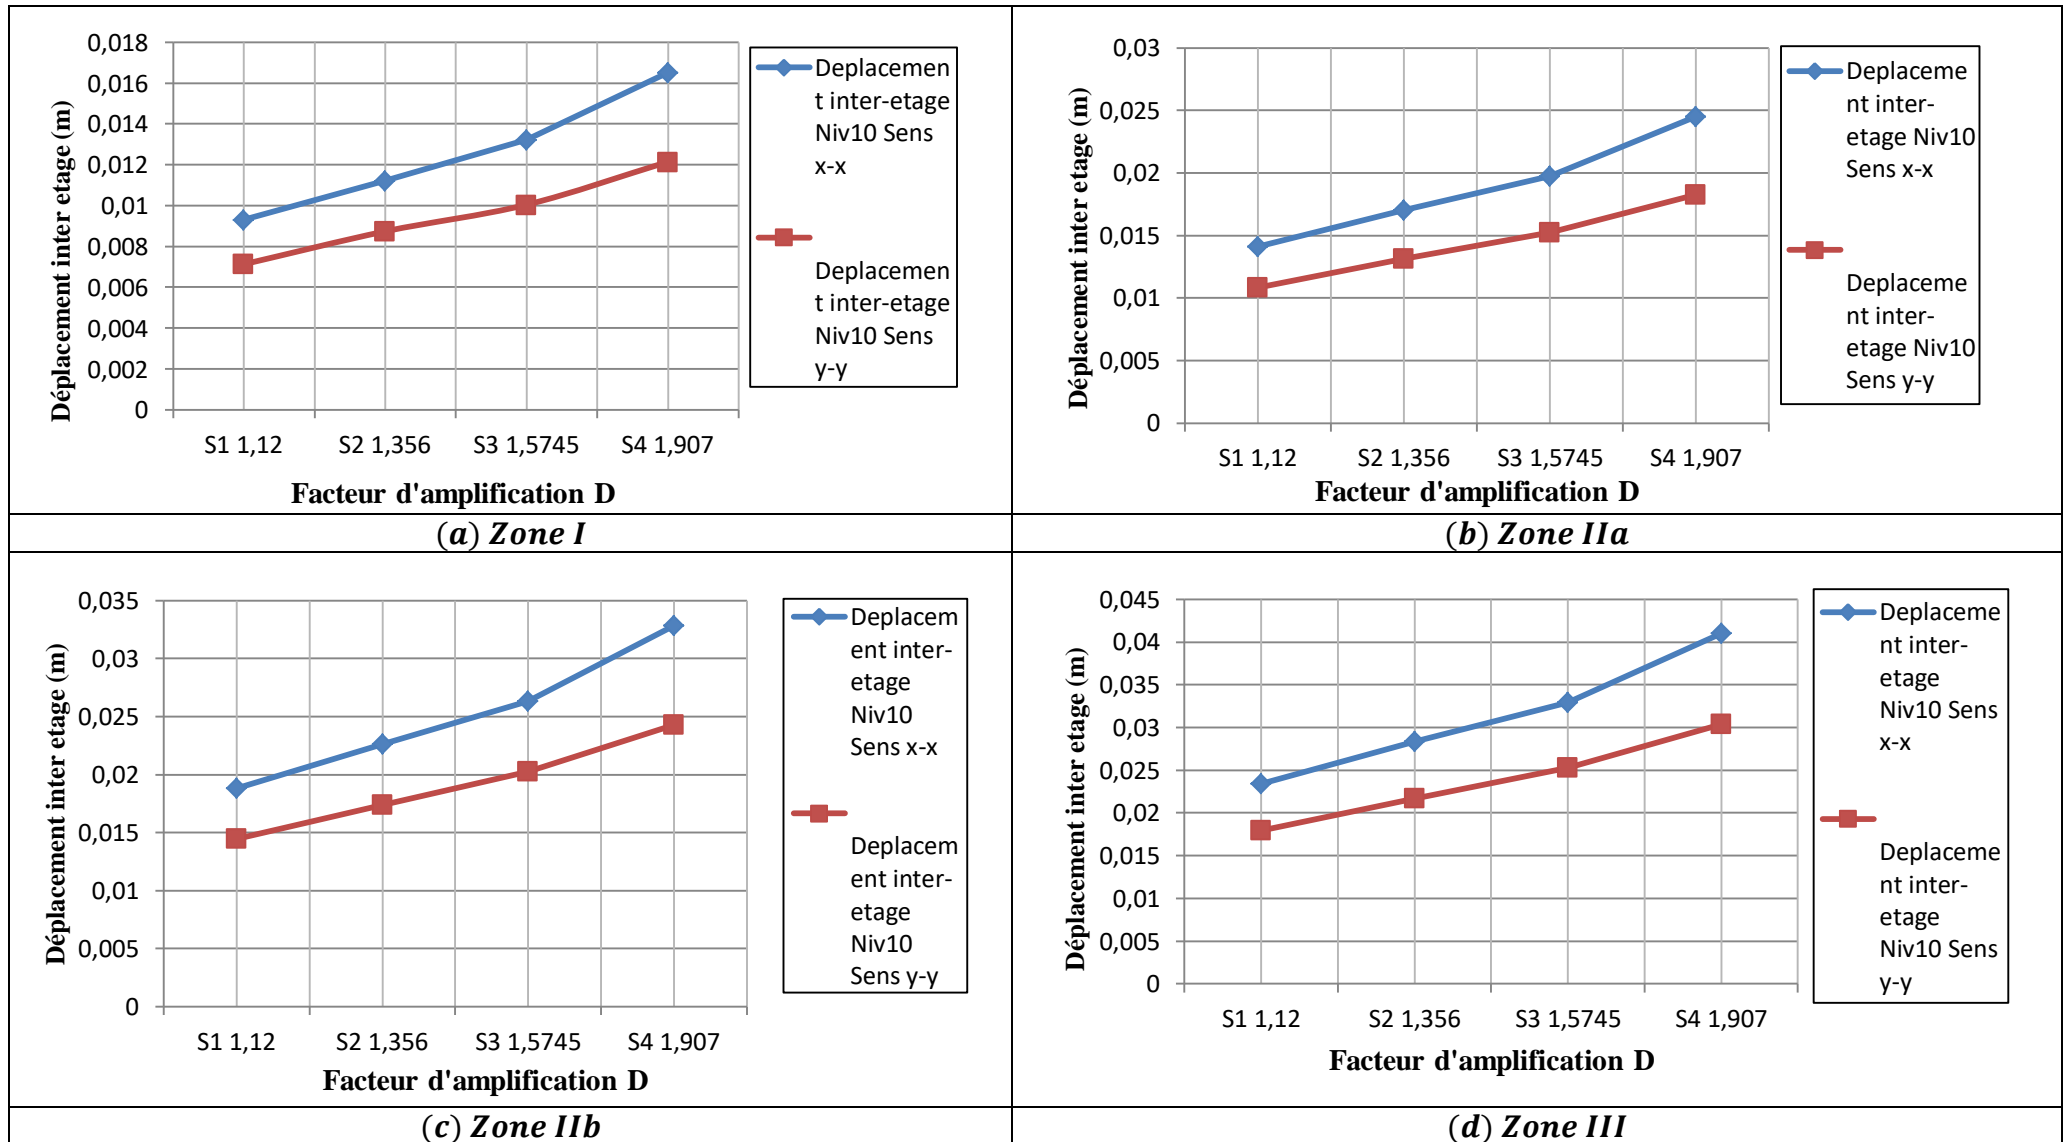 Déplacement inter etage (m)
0,018
0,016
0,014
0,012
0,01
0,008
0,006
0,004
0,002
0
S1 1,12 S2 1,356 S3 1,5745 S4 1,907
Facteur d'amplification D
Deplacemen
t inter-etage
Niv10 Sens
x-x
Deplacemen
t inter-etage
Niv10 Sens
y-y
(a) Zone I
Déplacement inter etage (m)
0,03
0,025
0,02
0,015
0,01
0,005
0
S1 1,12 S2 1,356 S3 1,5745 S4 1,907
Facteur d'amplification D
Deplaceme
nt inter-
etage Niv10
Sens x-x
Deplaceme
nt inter-
etage Niv10
Sens y-y
(b) Zone IIa
Déplacement inter etage (m)
0,035
0,03
0,025
0,02
0,015
0,01
0,005
0
S1 1,12 S2 1,356 S3 1,5745 S4 1,907
Facteur d'amplification D
Deplacem
ent inter-
etage
Niv10
Sens x-x
Deplacem
ent inter-
etage
Niv10
Sens y-y
(c) Zone IIb
Déplacement inter etage (m)
0,045
0,04
0,035
0,03
0,025
0,02
0,015
0,01
0,005
0
S1 1,12 S2 1,356 S3 1,5745 S4 1,907
Facteur d'amplification D
Deplaceme
nt inter-
etage
Niv10 Sens
x-x
Deplaceme
nt inter-
etage
Niv10 Sens
y-y
(d) Zone III